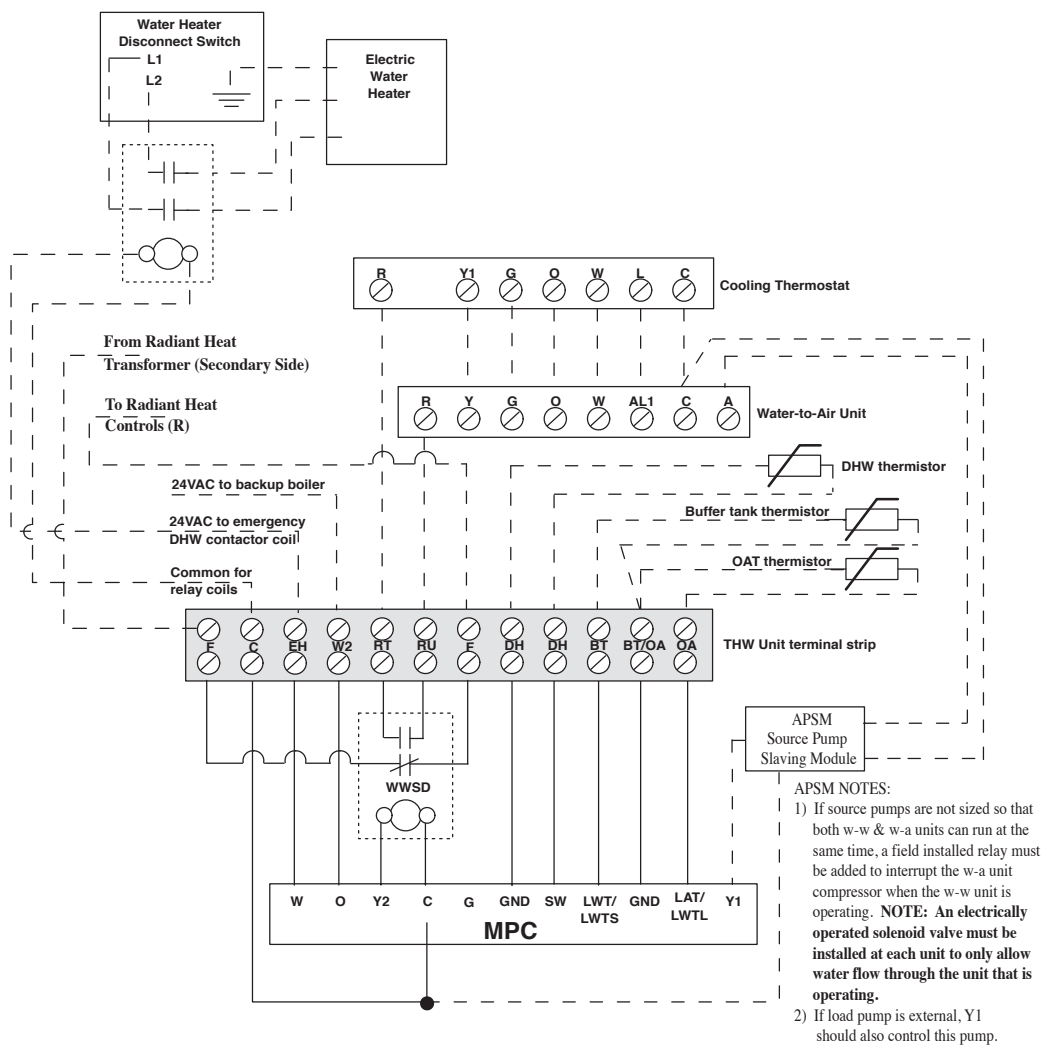 Water Heater
Disconnect Switch
L1
L2
Electric
Water
Heater
R
Y1
G
O
W
L
C
Cooling Thermostat
From Radiant Heat
Transformer (Secondary Side)
To Radiant Heat
Controls (R)
R
Y
G
O
W
AL1
C
A
Water-to-Air Unit
DHW thermistor
24VAC to backup boiler
Buffer tank thermistor
24VAC to emergency
DHW contactor coil
OAT thermistor
Common for
relay coils
F
C
EH
W2
RT
RU
F
DH
DH
BT
BT/OA
OA
THW Unit terminal strip
WWSD
APSM
Source Pump
Slaving Module
W
O
Y2
C
G
GND
SW
LWT/
LWTS
GND
LAT/
LWTL
Y1
MPC
APSM NOTES:
1) If source pumps are not sized so that
both w-w & w-a units can run at the
same time, a field installed relay must
be added to interrupt the w-a unit
compressor when the w-w unit is
operating. NOTE: An electrically
operated solenoid valve must be
installed at each unit to only allow
water flow through the unit that is
operating.
2) If load pump is external, Y1
should also control this pump.